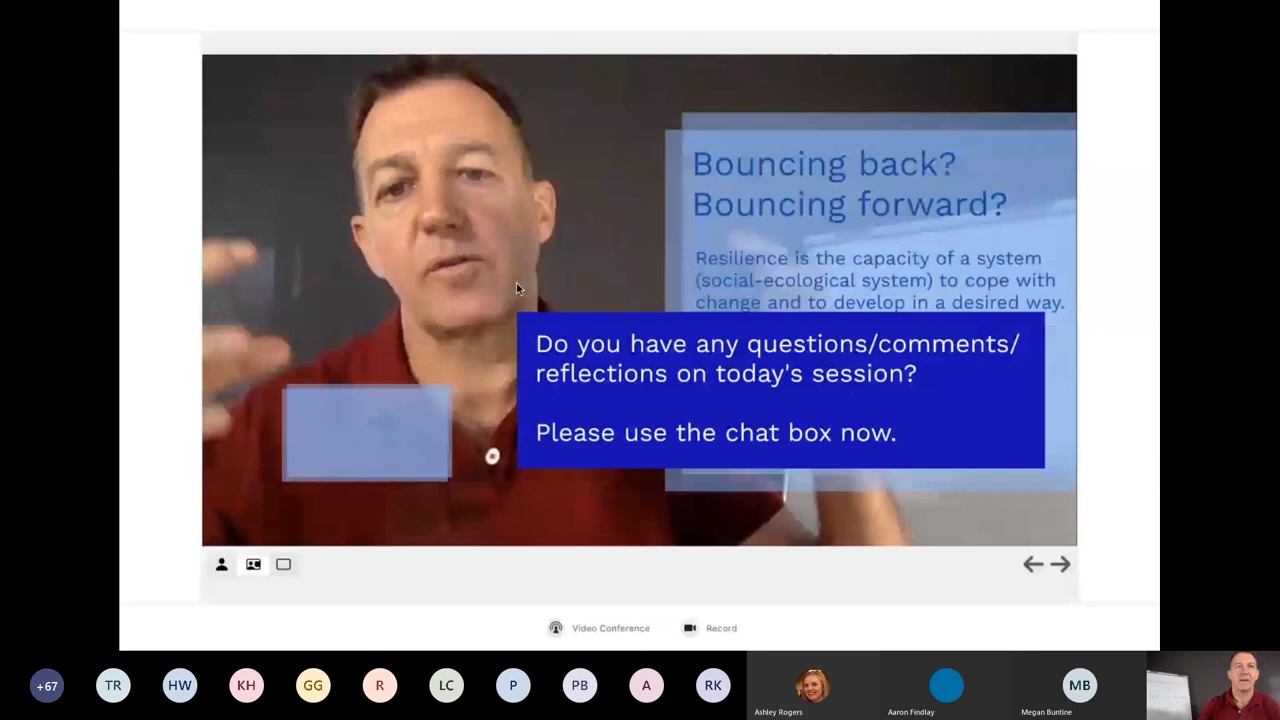 Bouncing back?
Bouncing forward?
Resilience is the capacity of a system
(social-ecological system) to cope with
change and to develop in a desired way.
Do you have any questions/comments/
reflections on today's session?
Please use the chat box now.
Video Conference
Record
+67
TR
HW
KH
GG
R
LC
P
PB
A
RK
Ashley Rogers
Aaron Findlay
MB
Megan Buntine